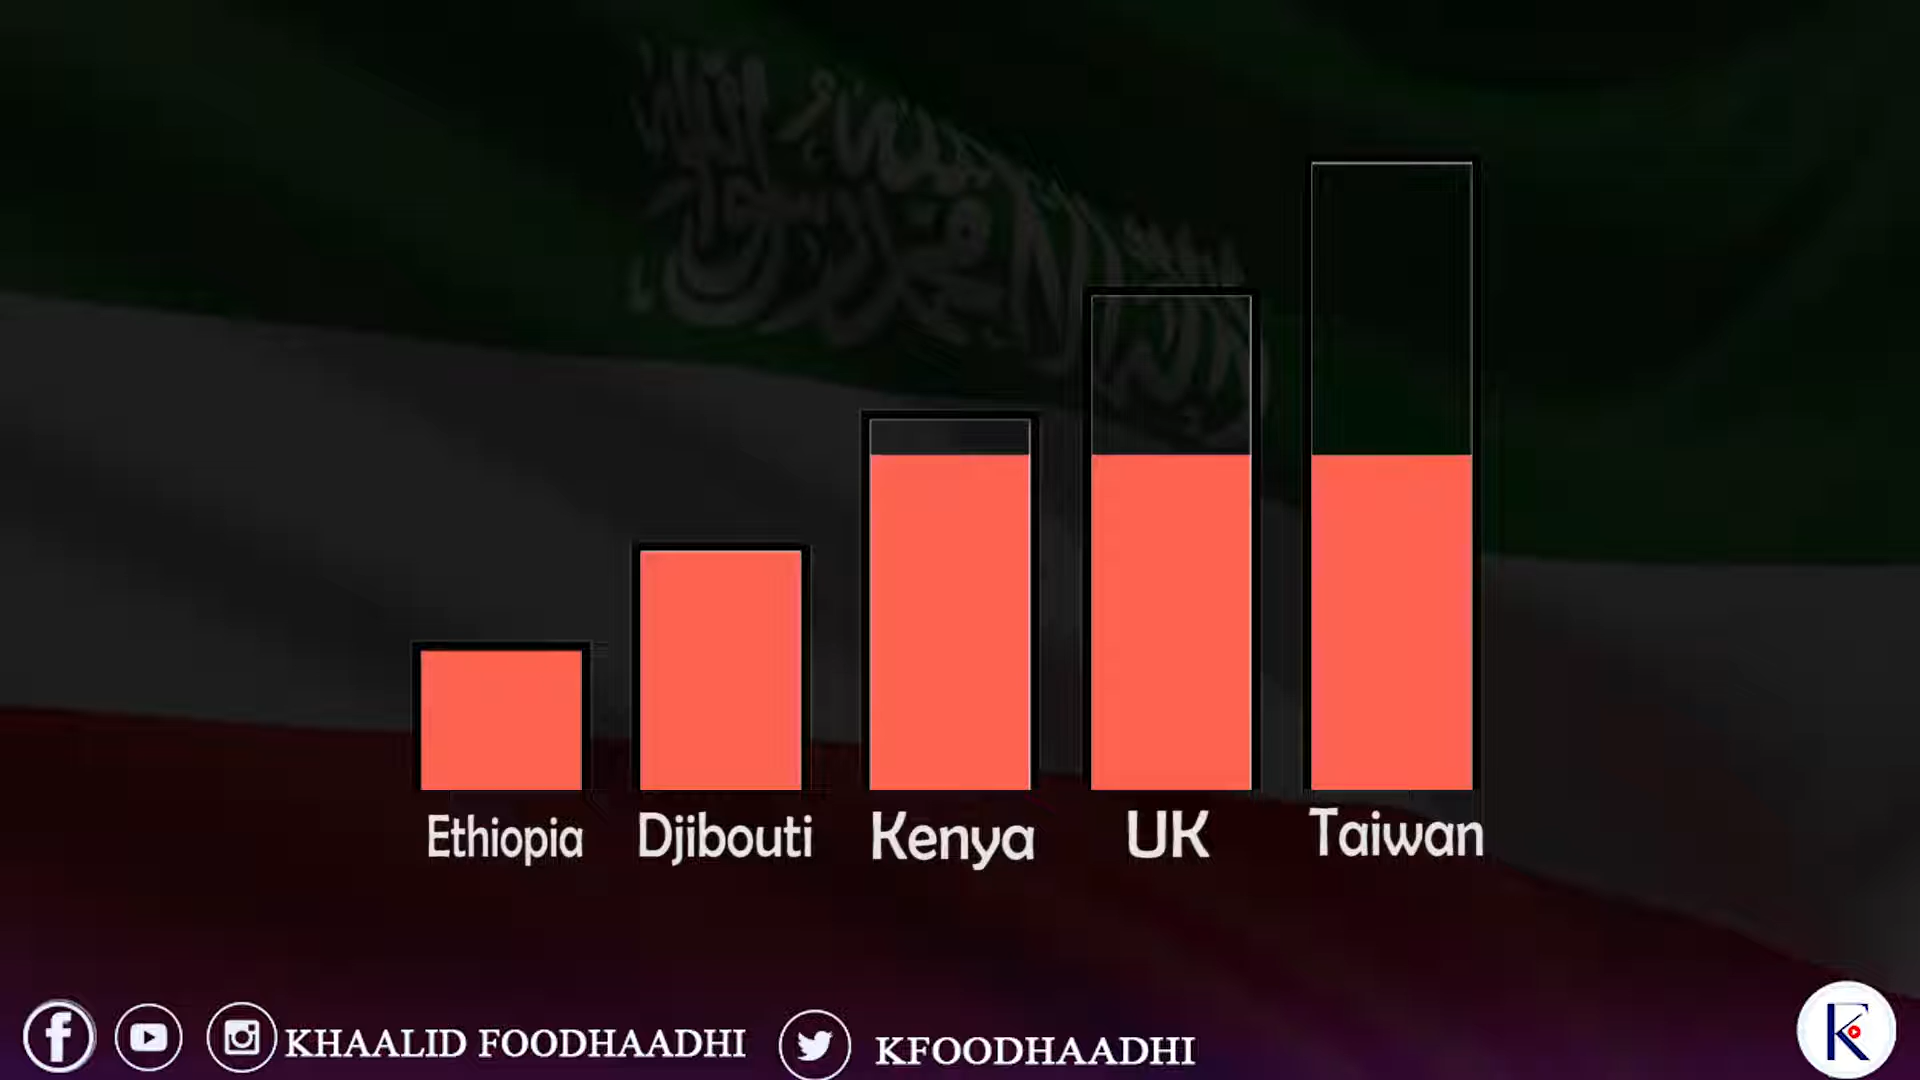 Ethiopia
Djibouti
Kenya
UK
Taiwan
KHAALID FOODHAADHI
KFOODHAADHI